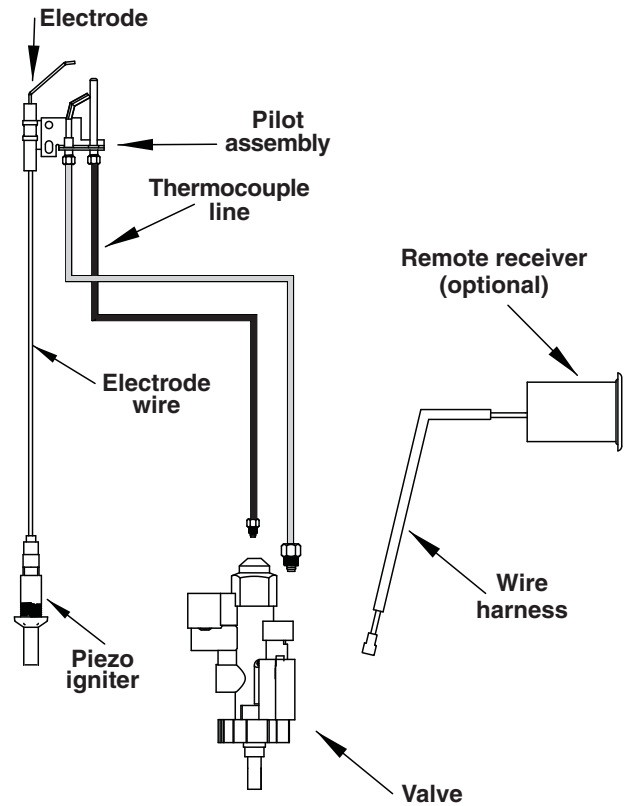 Electrode
Pilot
assembly
Thermocouple
line
Remote receiver
(optional)
Electrode
wire
Wire
harness
Piezo
igniter
Valve